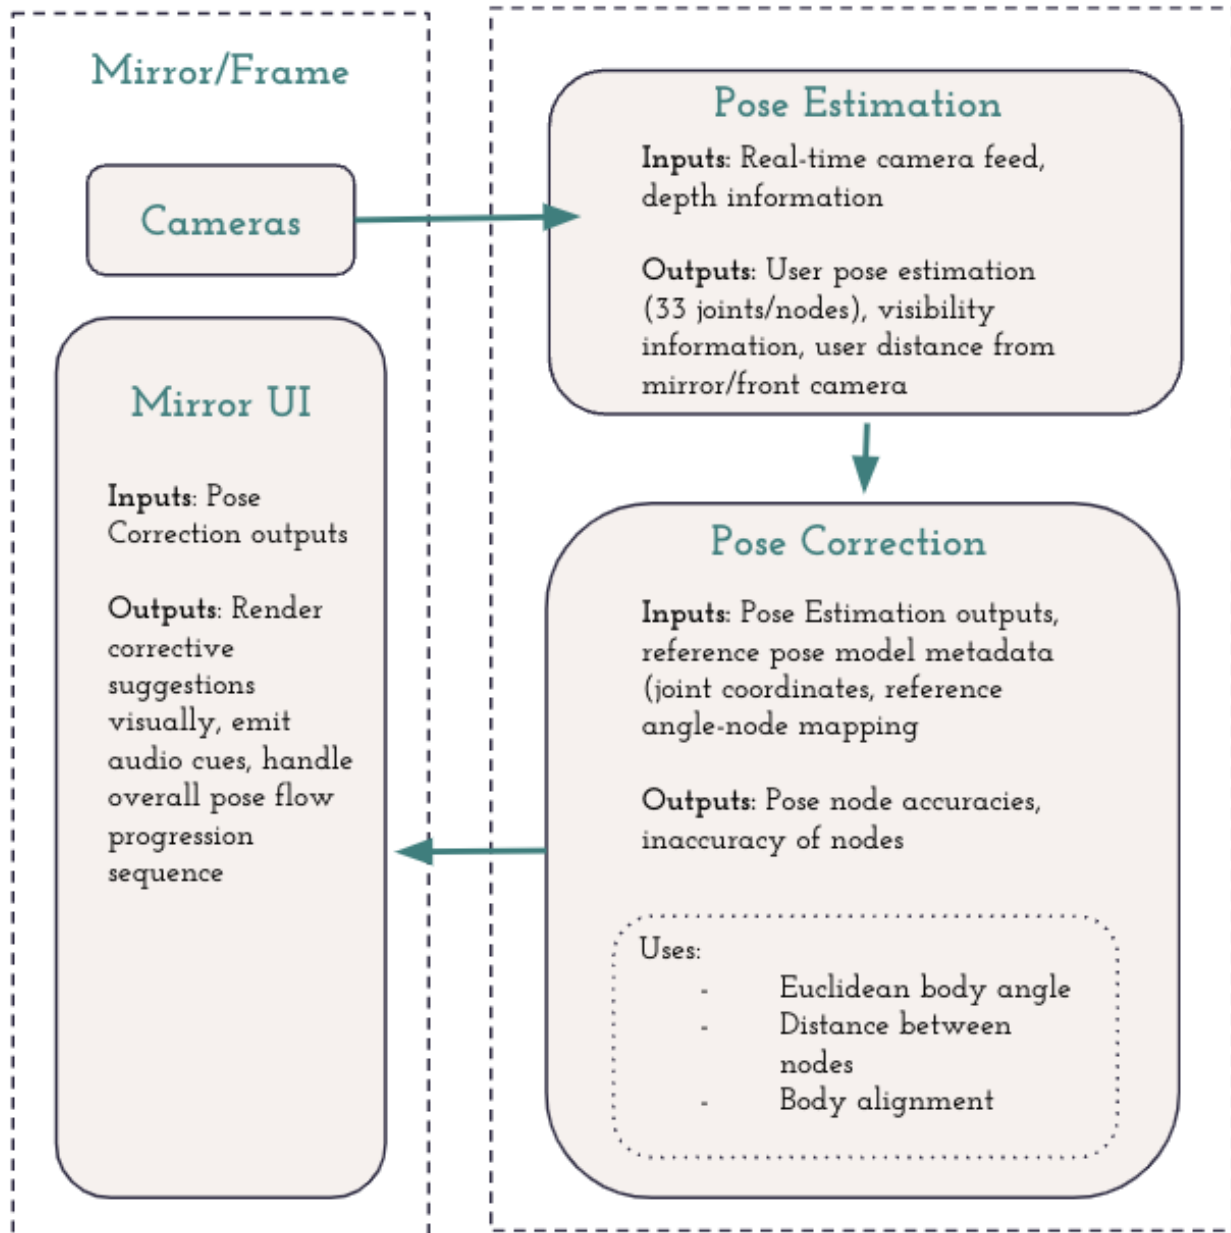 Mirror/Frame
Cameras
Mirror UI
Inputs: Pose
Correction outputs
Outputs: Render
corrective
suggestions
visually, emit
audio cues, handle
overall pose flow
progression
sequence
Pose Estimation
Inputs: Real-time camera feed,
depth information
Outputs: User pose estimation
(33 joints/nodes), visibility
information, user distance from
mirror/front camera
Pose Correction
Inputs: Pose Estimation outputs,
reference pose model metadata
(joint coordinates, reference
angle-node mapping
Outputs: Pose node accuracies,
inaccuracy of nodes
Uses:
- Euclidean body angle
- Distance between
nodes
- Body alignment